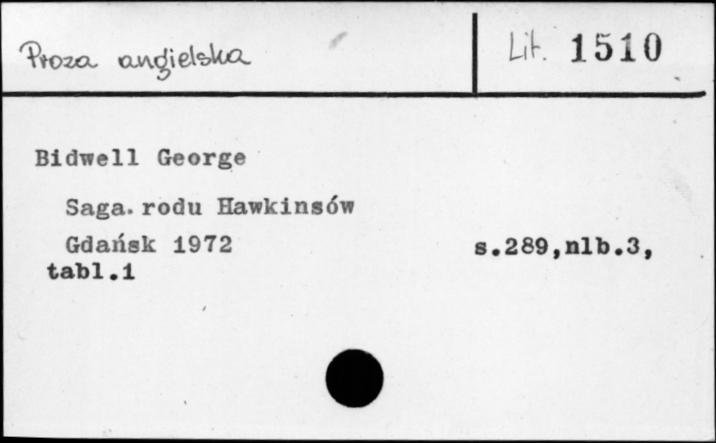 Proza angielska
Lit. 1510
Bidwell George
Saga. rodu Hawkinsów
Gdańsk 1972 s.289,nlb.3,
tabl.1